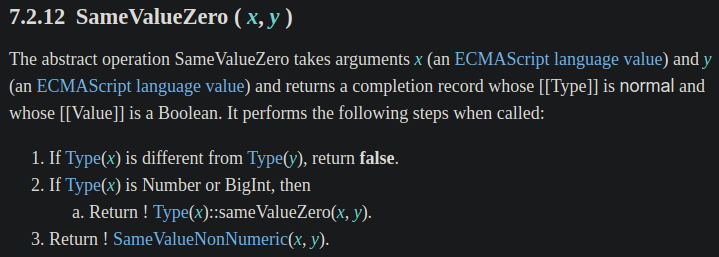 7.2.12 SameValueZero ( x, y )
The abstract operation SameValueZero takes arguments x (an ECMAScript language value) and y
(an ECMAScript language value) and returns a completion record whose [[Type]] is normal and
whose [[Value]] is a Boolean. It performs the following steps when called:
1. If Type(x) is different from Type(y), return false.
2. If Type(x) is Number or BigInt, then
a. Return ! Type(x)::sameValueZero(x, y).
3. Return ! SameValueNonNumeric(x, y).